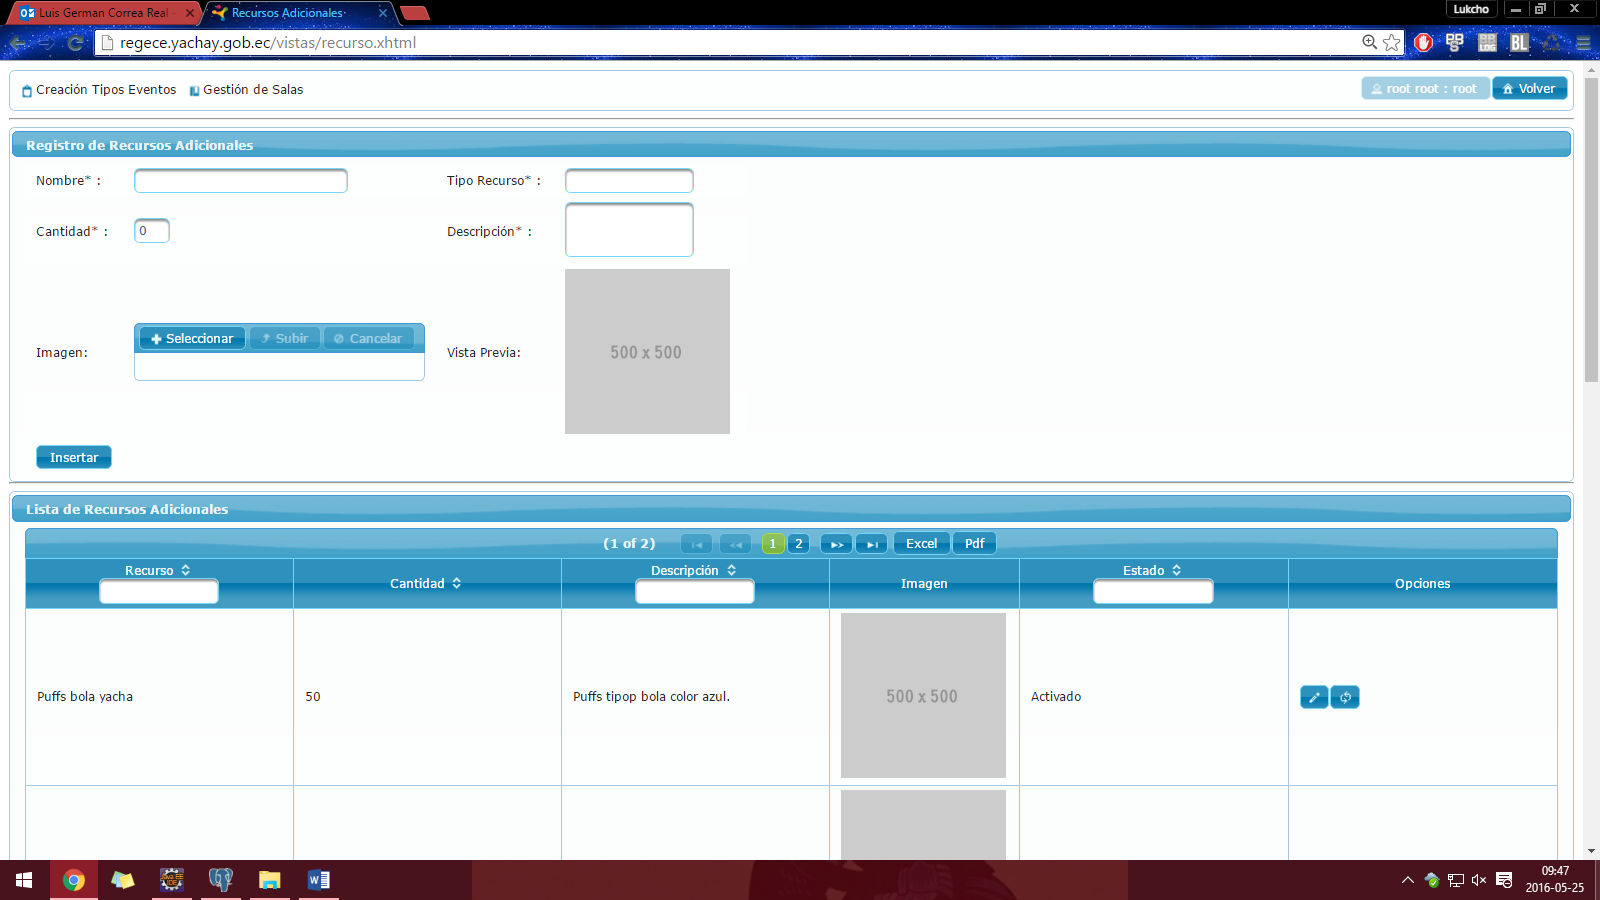 Luis German Correa Real
Recursos Adicionales
Lukcho
regece.yachay.gob.ec/vistas/recurso.xhtml
BL
Creación Tipos Eventos
Gestión de Salas
root root : root
Volver
Registro de Recursos Adicionales
Nombre* :
Tipo Recurso* :
Cantidad* :
0
Descripción* :
Imagen:
Seleccionar
Subir
Cancelar
Vista Previa:
500 x 500
Insertar
Lista de Recursos Adicionales
(1 of 2)
1
2
Excel
Pdf
Recurso
Cantidad
Descripción
Imagen
Estado
Opciones
Puffs bola yacha
50
Puffs tipop bola color azul.
500 x 500
Activado
09:47
2016-05-25